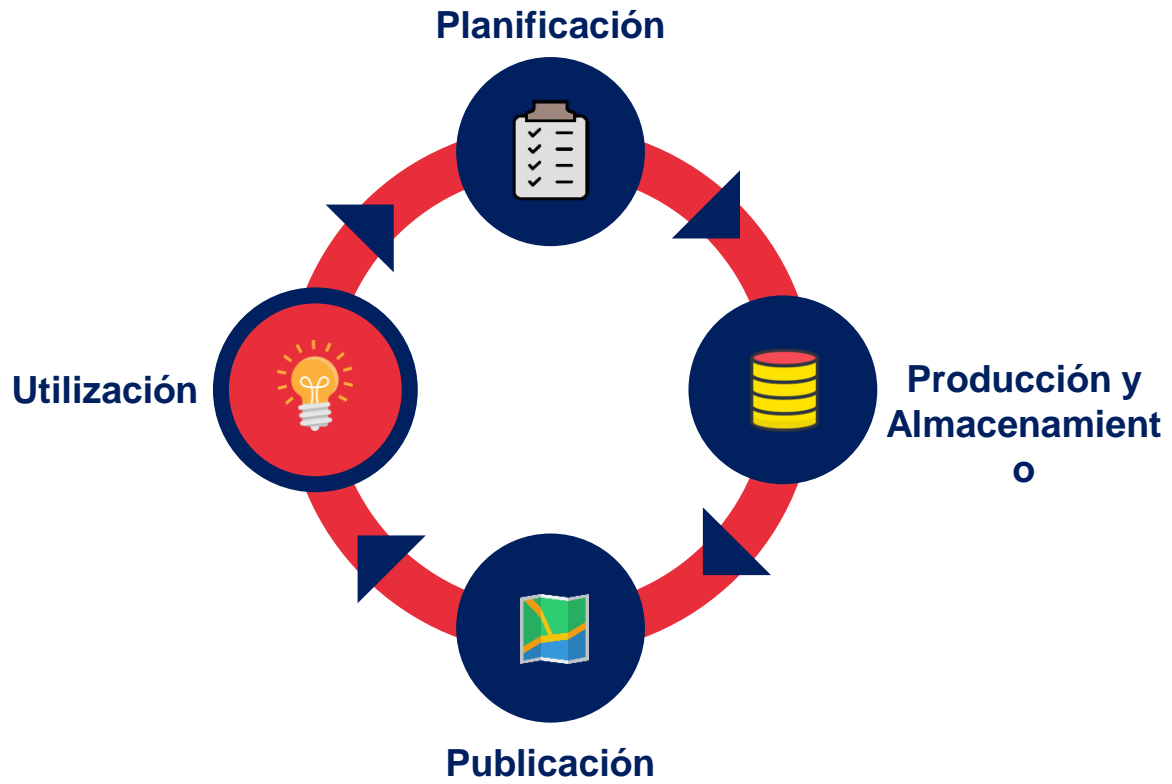 Planificación
Utilización
Producción y
Almacenamient
o
Publicación